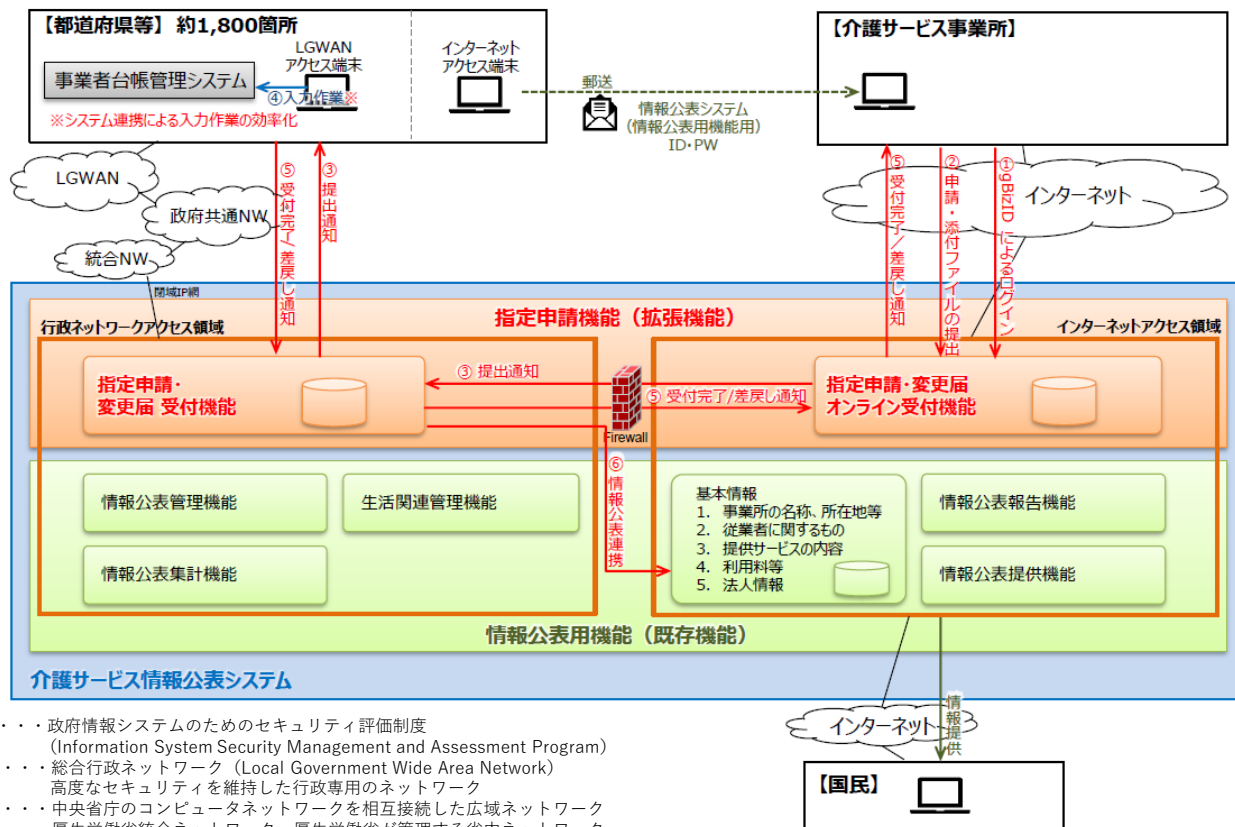 【都道府県等】約1,800箇所
LGWAN
アクセス端末
インターネット
アクセス端末
事業者台帳管理システム
④入力作業※
※システム連携による入力作業の効率化
郵送
情報公表システム
(情報公表用機能用)
ID・PW
【介護サービス事業所】
LGWAN
政府共通NW
統合NW
閉域IP網
⑤受付完了/差戻し通知
③提出通知
⑤受付完了/差戻し通知
②申請・添付ファイルの提出
①gBizIDによるログイン
インターネット
指定申請機能(拡張機能)
行政ネットワークアクセス領域
インターネットアクセス領域
指定申請・
変更届 受付機能
③ 提出通知
⑤ 受付完了/差戻し通知
Firewall
指定申請・変更届
オンライン受付機能
⑥情報公表連携
情報公表管理機能
生活関連管理機能
情報公表集計機能
基本情報
1. 事業所の名称、所在地等
2. 従業者に関するもの
3. 提供サービスの内容
4. 利用料等
5. 法人情報
情報公表報告機能
情報公表提供機能
情報公表用機能(既存機能)
介護サービス情報公表システム
・・・政府情報システムのためのセキュリティ評価制度
(Information System Security Management and Assessment Program)
・・・総合行政ネットワーク(Local Government Wide Area Network)
高度なセキュリティを維持した行政専用のネットワーク
・・・中央省庁のコンピュータネットワークを相互接続した広域ネットワーク
インターネット
情報提供
【国民】